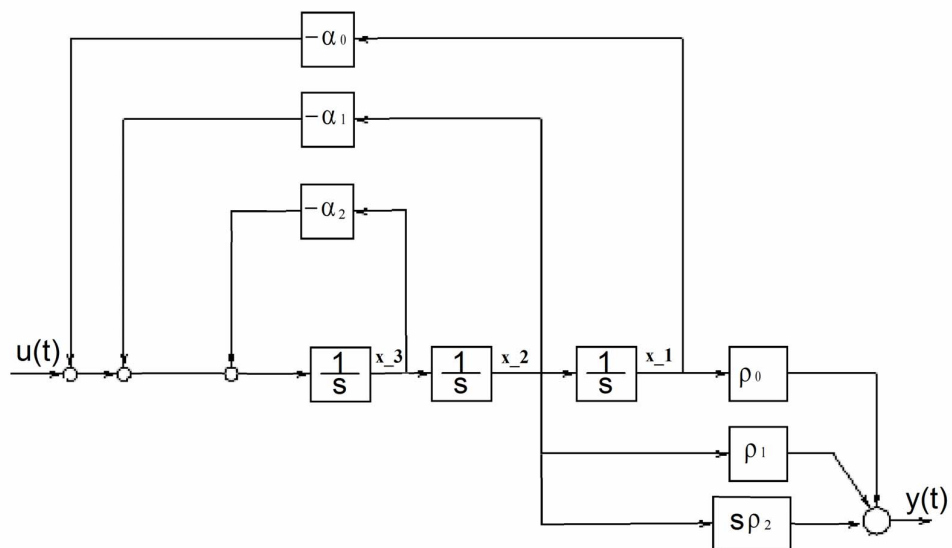 −α₀
−α₁
−α₂
u(t)
1/s
x_3
1/s
x_2
1/s
x_1
ρ₀
ρ₁
sρ₂
y(t)